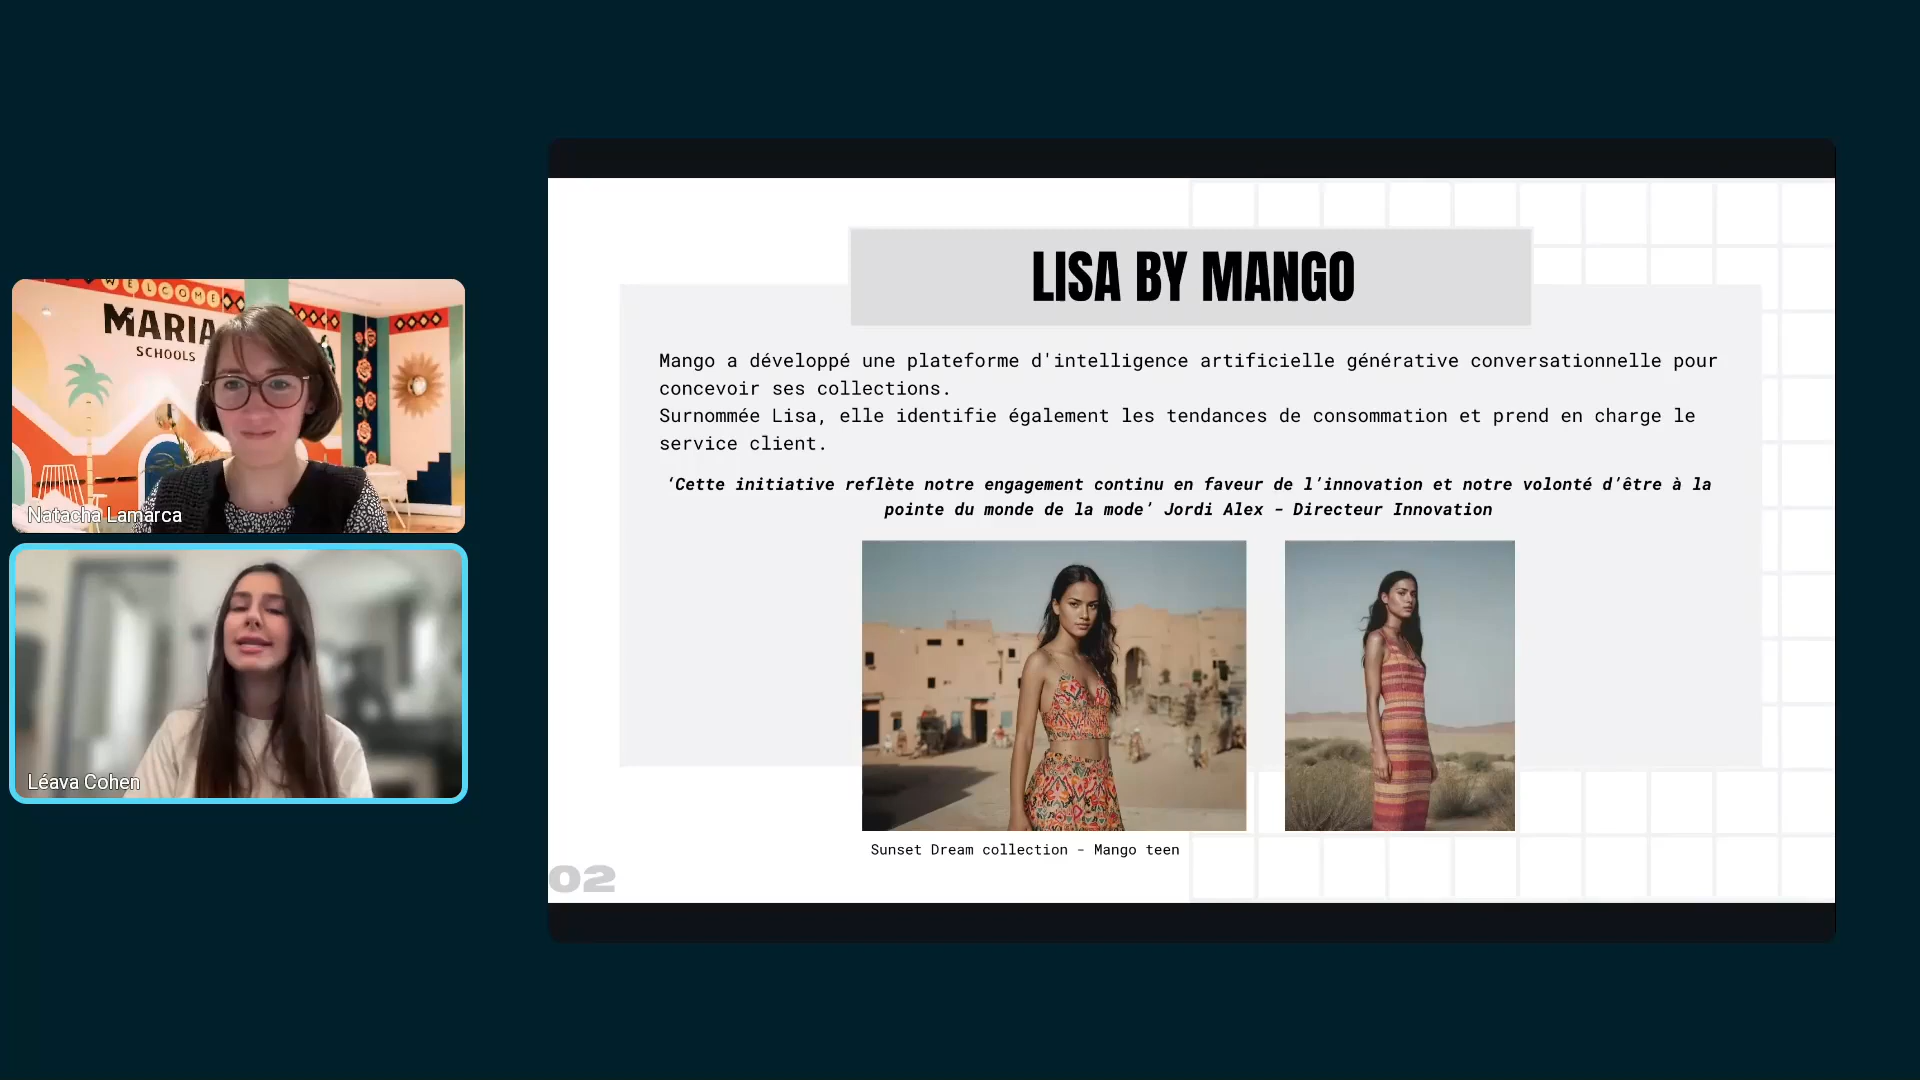 WELCOME
MARIA
SCHOOLS
Natacha Lamarca
Léava Cohen
LISA BY MANGO
Mango a développé une plateforme d'intelligence artificielle générative conversationnelle pour
concevoir ses collections.
Surnommée Lisa, elle identifie également les tendances de consommation et prend en charge le
service client.
‘Cette initiative reflète notre engagement continu en faveur de l’innovation et notre volonté d’être à la
pointe du monde de la mode’ Jordi Alex - Directeur Innovation
Sunset Dream collection - Mango teen
02